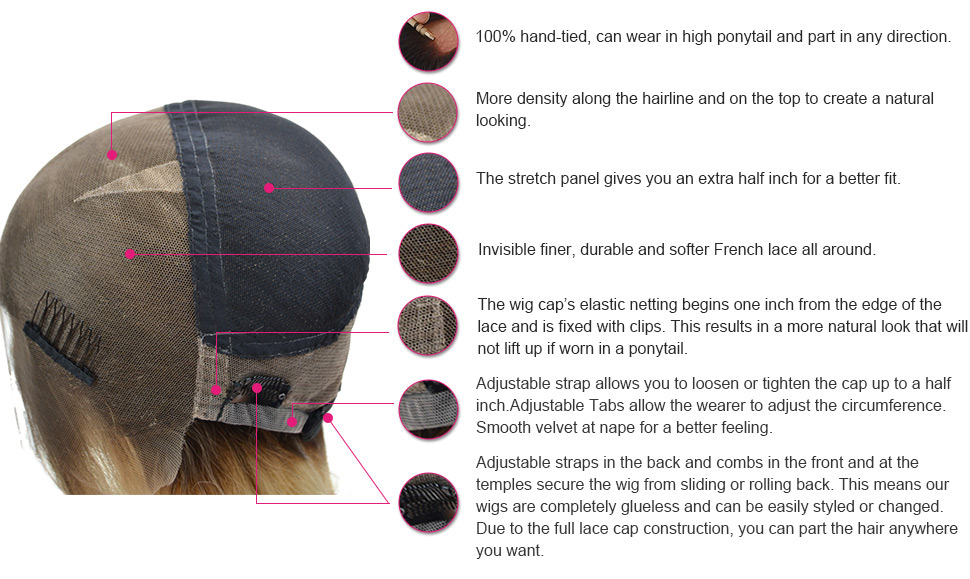 100% hand-tied, can wear in high ponytail and part in any direction.
More density along the hairline and on the top to create a natural
looking.
The stretch panel gives you an extra half inch for a better fit.
Invisible finer, durable and softer French lace all around.
The wig cap’s elastic netting begins one inch from the edge of the
lace and is fixed with clips. This results in a more natural look that will
not lift up if worn in a ponytail.
Adjustable strap allows you to loosen or tighten the cap up to a half
inch.Adjustable Tabs allow the wearer to adjust the circumference.
Smooth velvet at nape for a better feeling.
Adjustable straps in the back and combs in the front and at the
temples secure the wig from sliding or rolling back. This means our
wigs are completely glueless and can be easily styled or changed.
Due to the full lace cap construction, you can part the hair anywhere
you want.